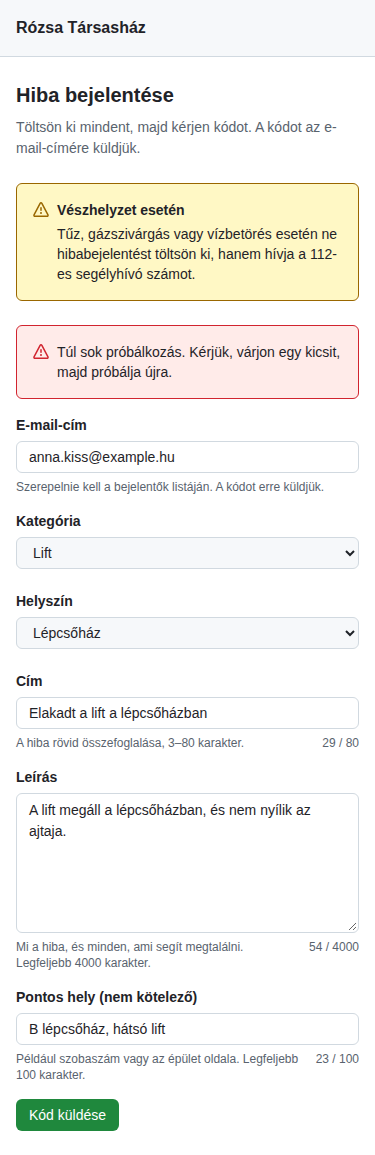 Rózsa Társasház
Hiba bejelentése
Töltsön ki mindent, majd kérjen kódot. A kódot az e-
mail-címére küldjük.
Vészhelyzet esetén
Tűz, gázszivárgás vagy vízbetörés esetén ne
hibabejelentést töltsön ki, hanem hívja a 112-
es segélyhívó számot.
Túl sok próbálkozás. Kérjük, várjon egy kicsit,
majd próbálja újra.
E-mail-cím
anna.kiss@example.hu
Szerepelnie kell a bejelentők listáján. A kódot erre küldjük.
Kategória
Lift
Helyszín
Lépcsőház
Cím
Elakadt a lift a lépcsőházban
A hiba rövid összefoglalása, 3–80 karakter. 29 / 80
Leírás
A lift megáll a lépcsőházban, és nem nyílik az
ajtaja.
Mi a hiba, és minden, ami segít megtalálni. 54 / 4000
Legfeljebb 4000 karakter.
Pontos hely (nem kötelező)
B lépcsőház, hátsó lift
Például szobaszám vagy az épület oldala. Legfeljebb 23 / 100
100 karakter.
Kód küldése